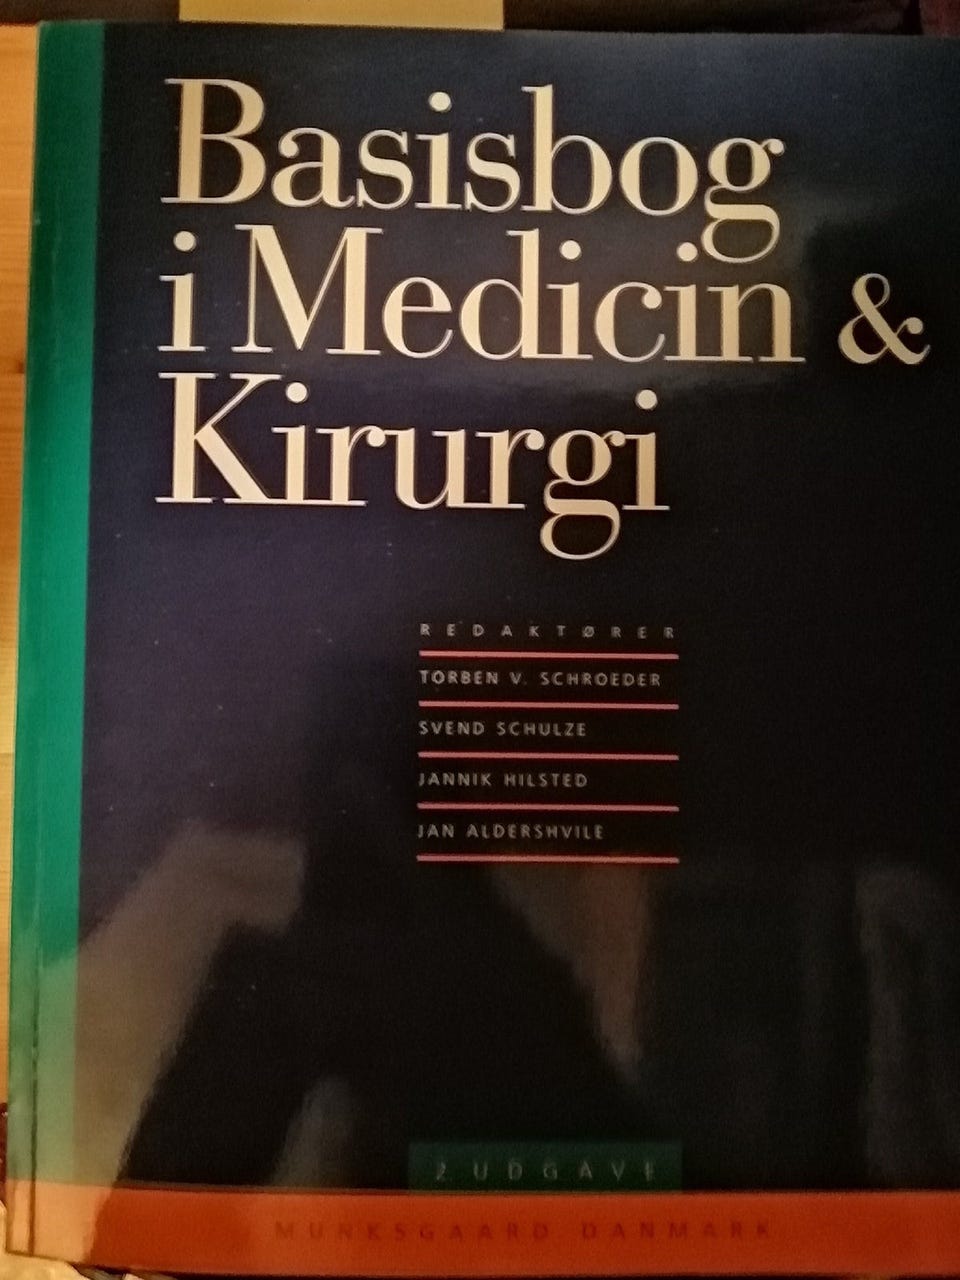 Basisbog
i Medicin &
Kirurgi
REDAKTØRER
TORBEN V. SCHROEDER
SVEND SCHULZE
JANNIK HILSTED
JAN ALDERSHVILE
2. UDGAVE
MUNKSGAARD DANMARK